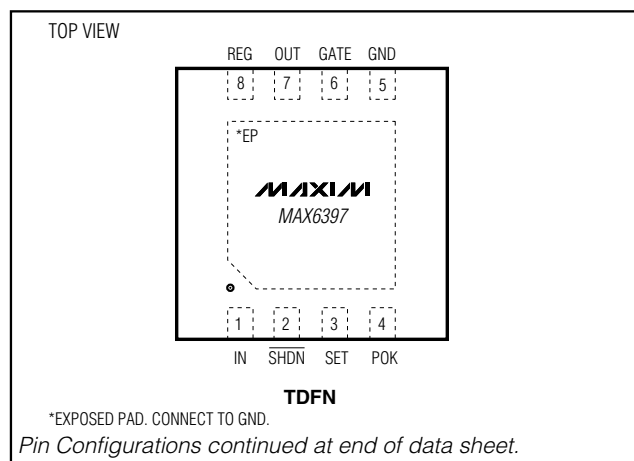 TOP VIEW
REG OUT GATE GND
8 7 6 5
*EP
MAXIM
MAX6397
1 2 3 4
IN SHDN SET POK
TDFN
*EXPOSED PAD. CONNECT TO GND.
Pin Configurations continued at end of data sheet.